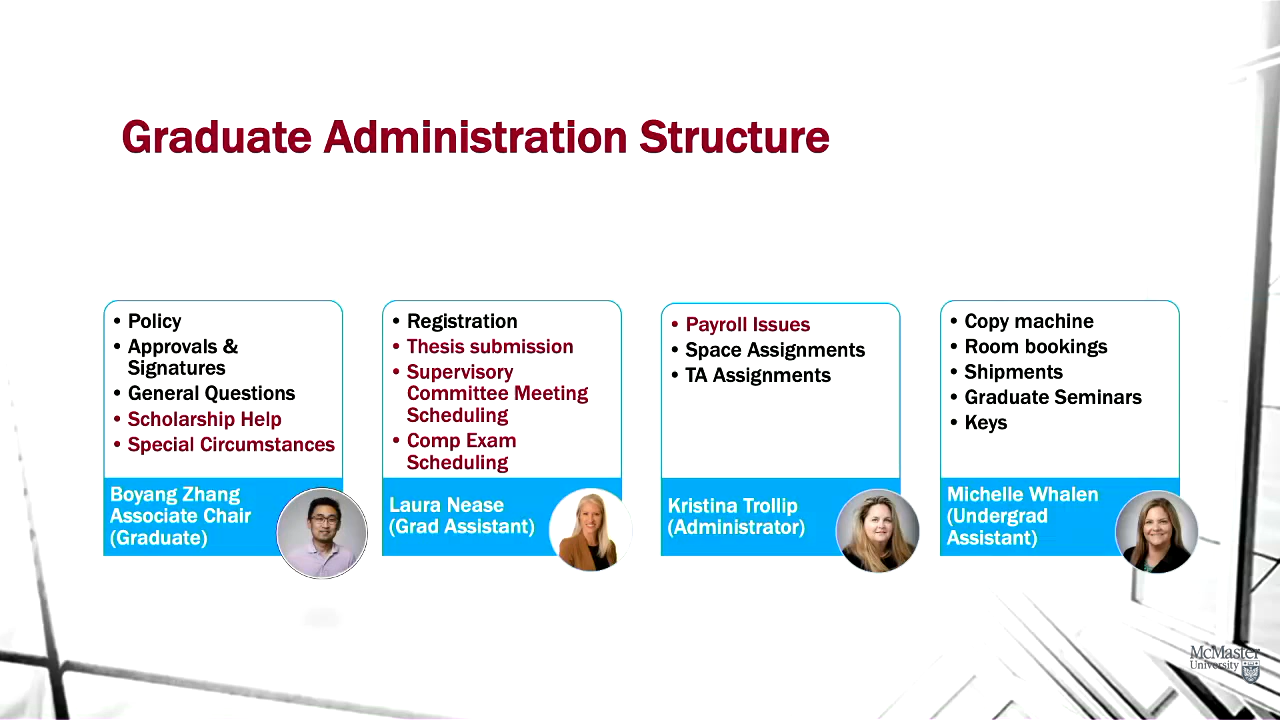 Graduate Administration Structure
• Policy
• Approvals &
Signatures
• General Questions
• Scholarship Help
• Special Circumstances
Boyang Zhang
Associate Chair
(Graduate)
• Registration
• Thesis submission
• Supervisory
Committee Meeting
Scheduling
• Comp Exam
Scheduling
Laura Nease
(Grad Assistant)
• Payroll Issues
• Space Assignments
• TA Assignments
Kristina Trollip
(Administrator)
• Copy machine
• Room bookings
• Shipments
• Graduate Seminars
• Keys
Michelle Whalen
(Undergrad
Assistant)
McMaster
University